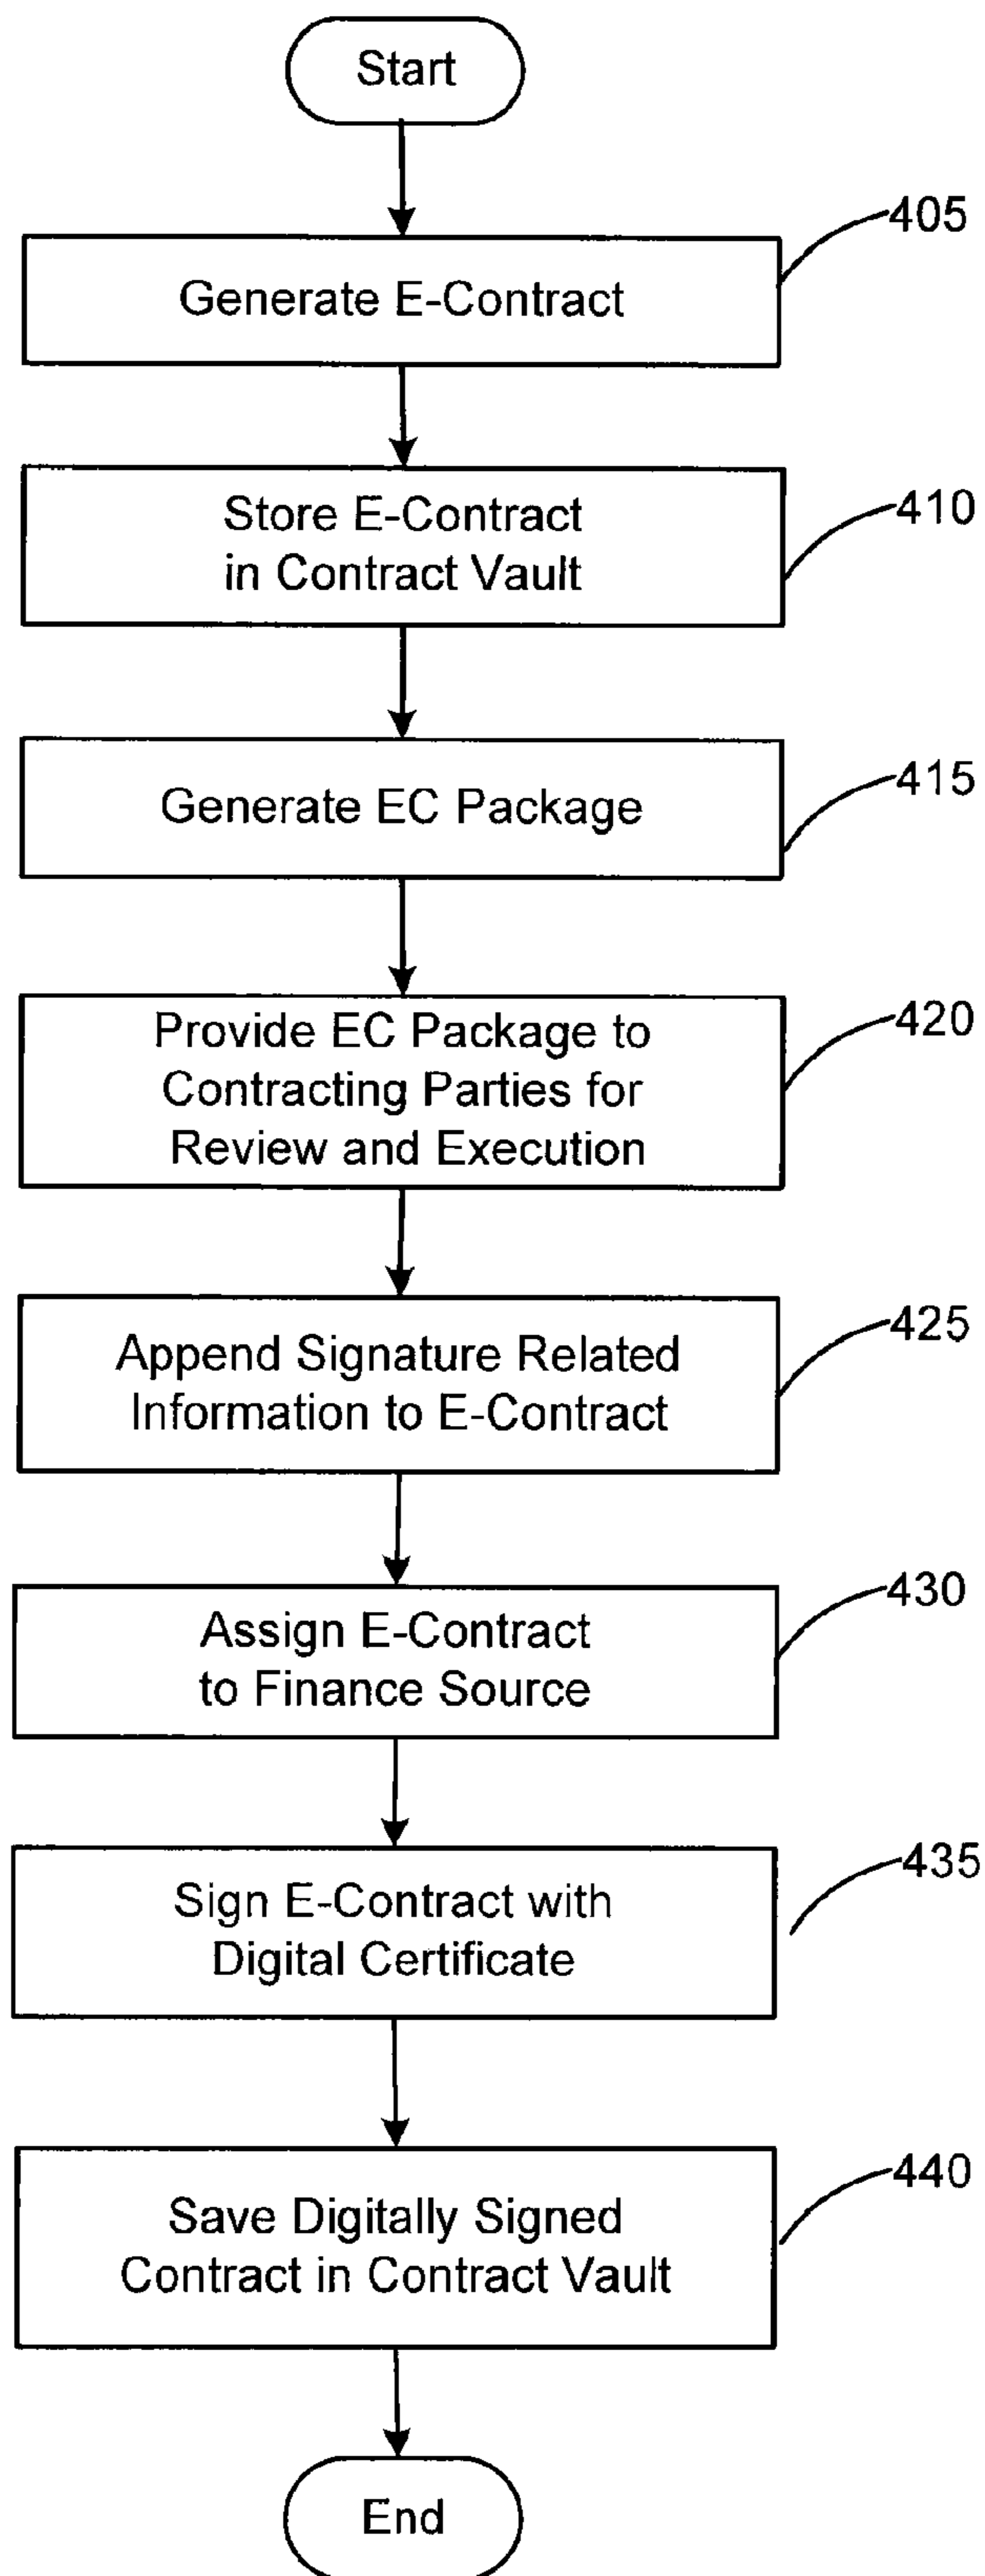 Start
405
Generate E-Contract
410
Store E-Contract
in Contract Vault
415
Generate EC Package
420
Provide EC Package to
Contracting Parties for
Review and Execution
425
Append Signature Related
Information to E-Contract
430
Assign E-Contract
to Finance Source
435
Sign E-Contract with
Digital Certificate
440
Save Digitally Signed
Contract in Contract Vault
End